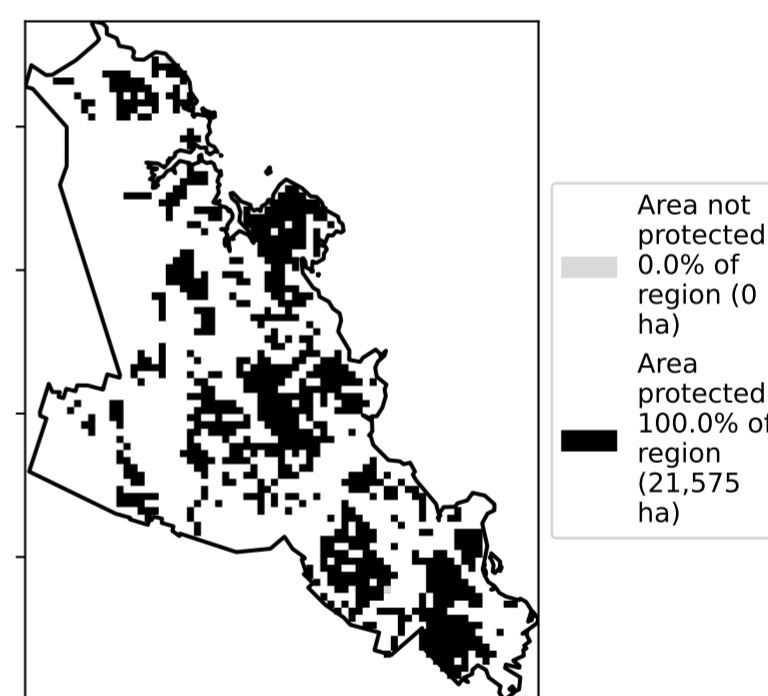 Area not
protected
0.0% of
region (0
ha)
Area
protected
100.0% of
region
(21,575
ha)